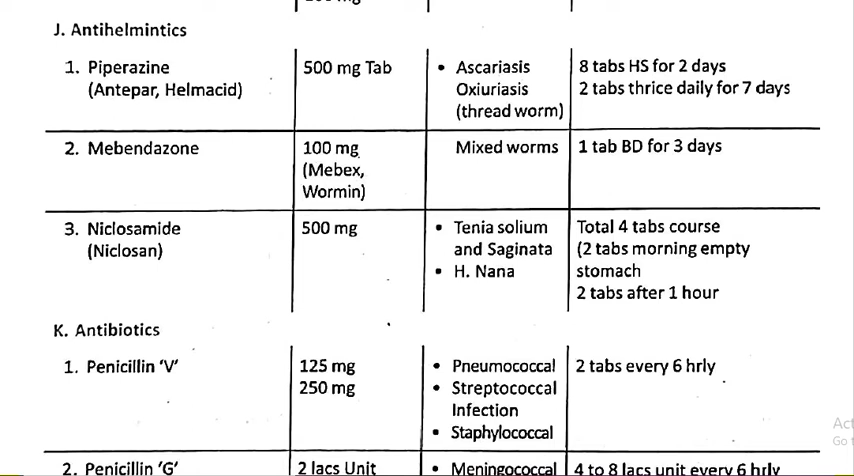 J. Antihelmintics
1. Piperazine 500 mg Tab • Ascariasis 8 tabs HS for 2 days
(Antepar, Helmacid) Oxiuriasis 2 tabs thrice daily for 7 days
(thread worm)
2. Mebendazone 100 mg Mixed worms 1 tab BD for 3 days
(Mebex,
Wormin)
3. Niclosamide 500 mg • Tenia solium Total 4 tabs course
(Niclosan) and Saginata (2 tabs morning empty
• H. Nana stomach
2 tabs after 1 hour
K. Antibiotics
1. Penicillin 'V' 125 mg • Pneumococcal 2 tabs every 6 hrly
250 mg • Streptococcal
Infection
• Staphylococcal
2. Penicillin 'G' 2 lacs Unit • Meningococcal 4 to 8 lacs unit every 6 hrly